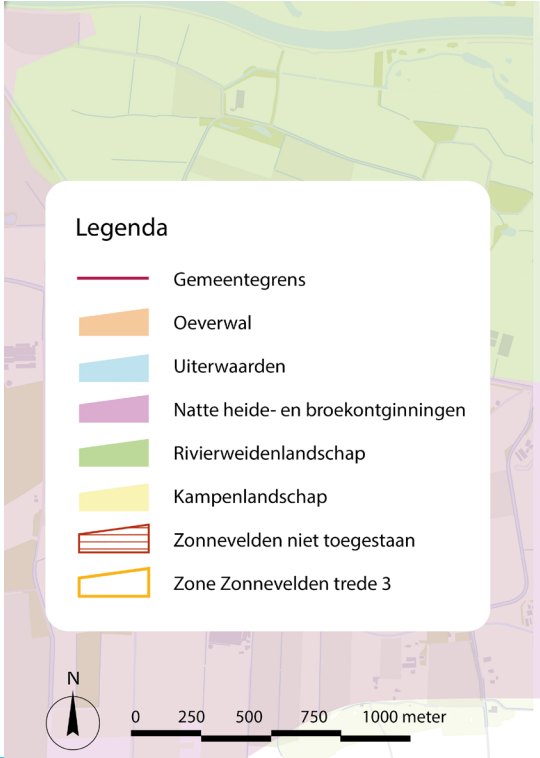 Legenda
Gemeentegrens
Oeverwal
Uiterwaarden
Natte heide- en broekontginningen
Rivierweidenlandschap
Kampenlandschap
Zonnevelden niet toegestaan
Zone Zonnevelden trede 3
N
0 250 500 750 1000 meter